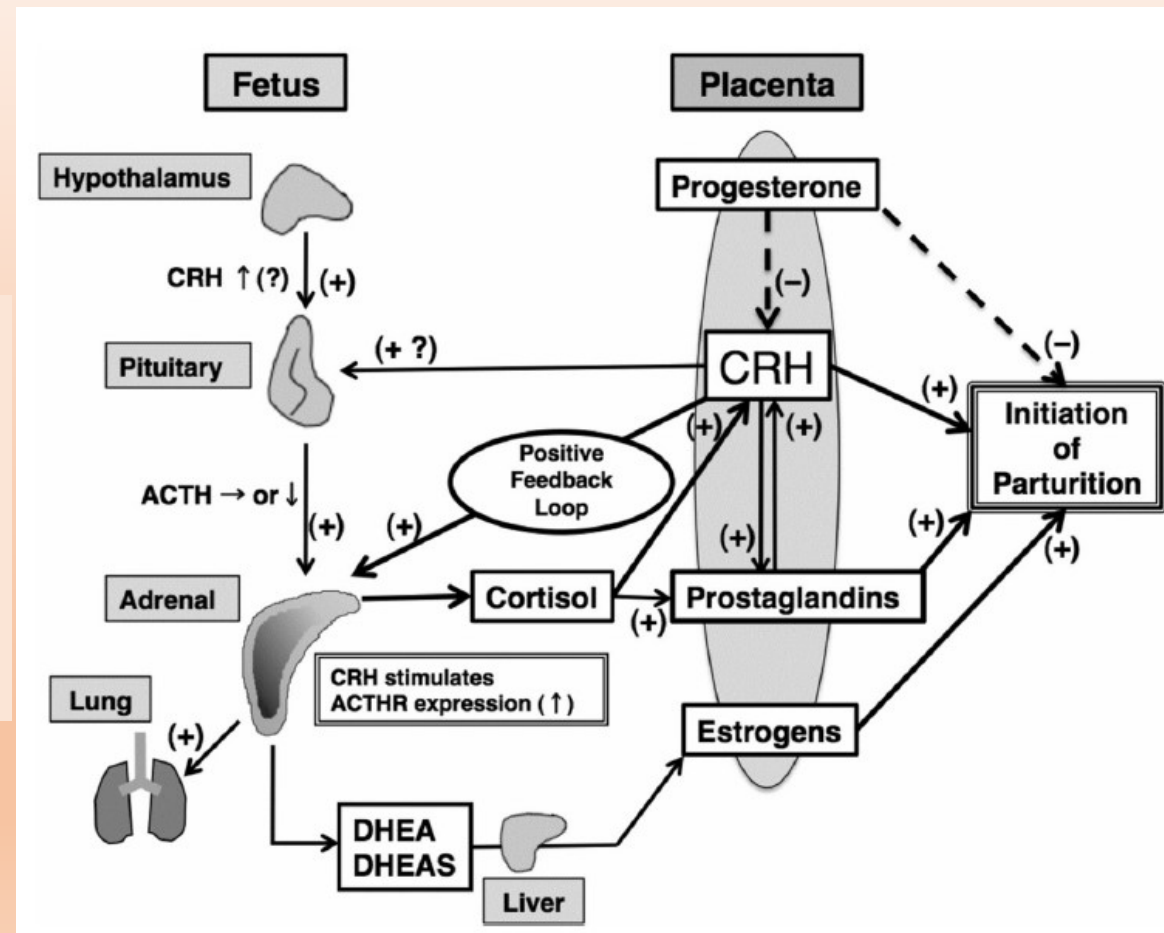 Fetus
Placenta
Hypothalamus
Progesterone
CRH ↑ (?)
(+)
(−)
Pituitary
(+ ?)
CRH
(−)
(+)
Initiation
of
Parturition
Positive
Feedback
Loop
(+)
(+)
ACTH → or ↓
(+)
(+)
(+)
(+)
(+)
Adrenal
Cortisol
(+)
Prostaglandins
CRH stimulates
ACTHR expression (↑)
Lung
(+)
Estrogens
DHEA
DHEAS
Liver